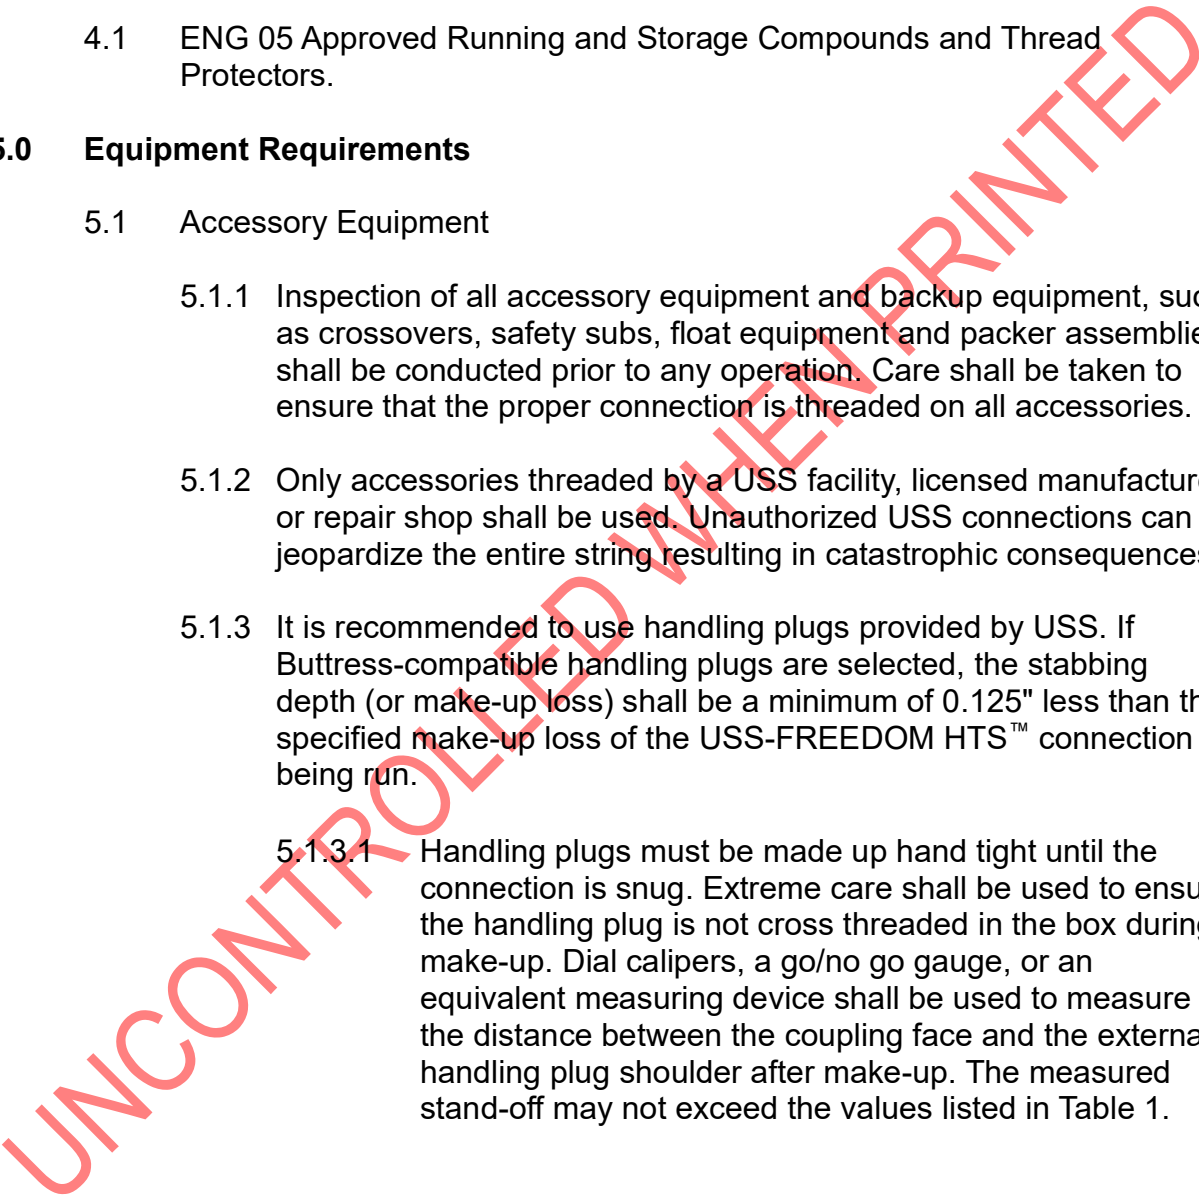 4.1 ENG 05 Approved Running and Storage Compounds and Thread
Protectors.
5.0 Equipment Requirements
5.1 Accessory Equipment
5.1.1 Inspection of all accessory equipment and backup equipment, suc
as crossovers, safety subs, float equipment and packer assemblie
shall be conducted prior to any operation. Care shall be taken to
ensure that the proper connection is threaded on all accessories.
5.1.2 Only accessories threaded by a USS facility, licensed manufacture
or repair shop shall be used. Unauthorized USS connections can
jeopardize the entire string resulting in catastrophic consequences
5.1.3 It is recommended to use handling plugs provided by USS. If
Buttress-compatible handling plugs are selected, the stabbing
depth (or make-up loss) shall be a minimum of 0.125" less than th
specified make-up loss of the USS-FREEDOM HTS™ connection
being run.
5.1.3.1 Handling plugs must be made up hand tight until the
connection is snug. Extreme care shall be used to ensu
the handling plug is not cross threaded in the box during
make-up. Dial calipers, a go/no go gauge, or an
equivalent measuring device shall be used to measure
the distance between the coupling face and the externa
handling plug shoulder after make-up. The measured
stand-off may not exceed the values listed in Table 1.
UNCONTROLLED WHEN PRINTED